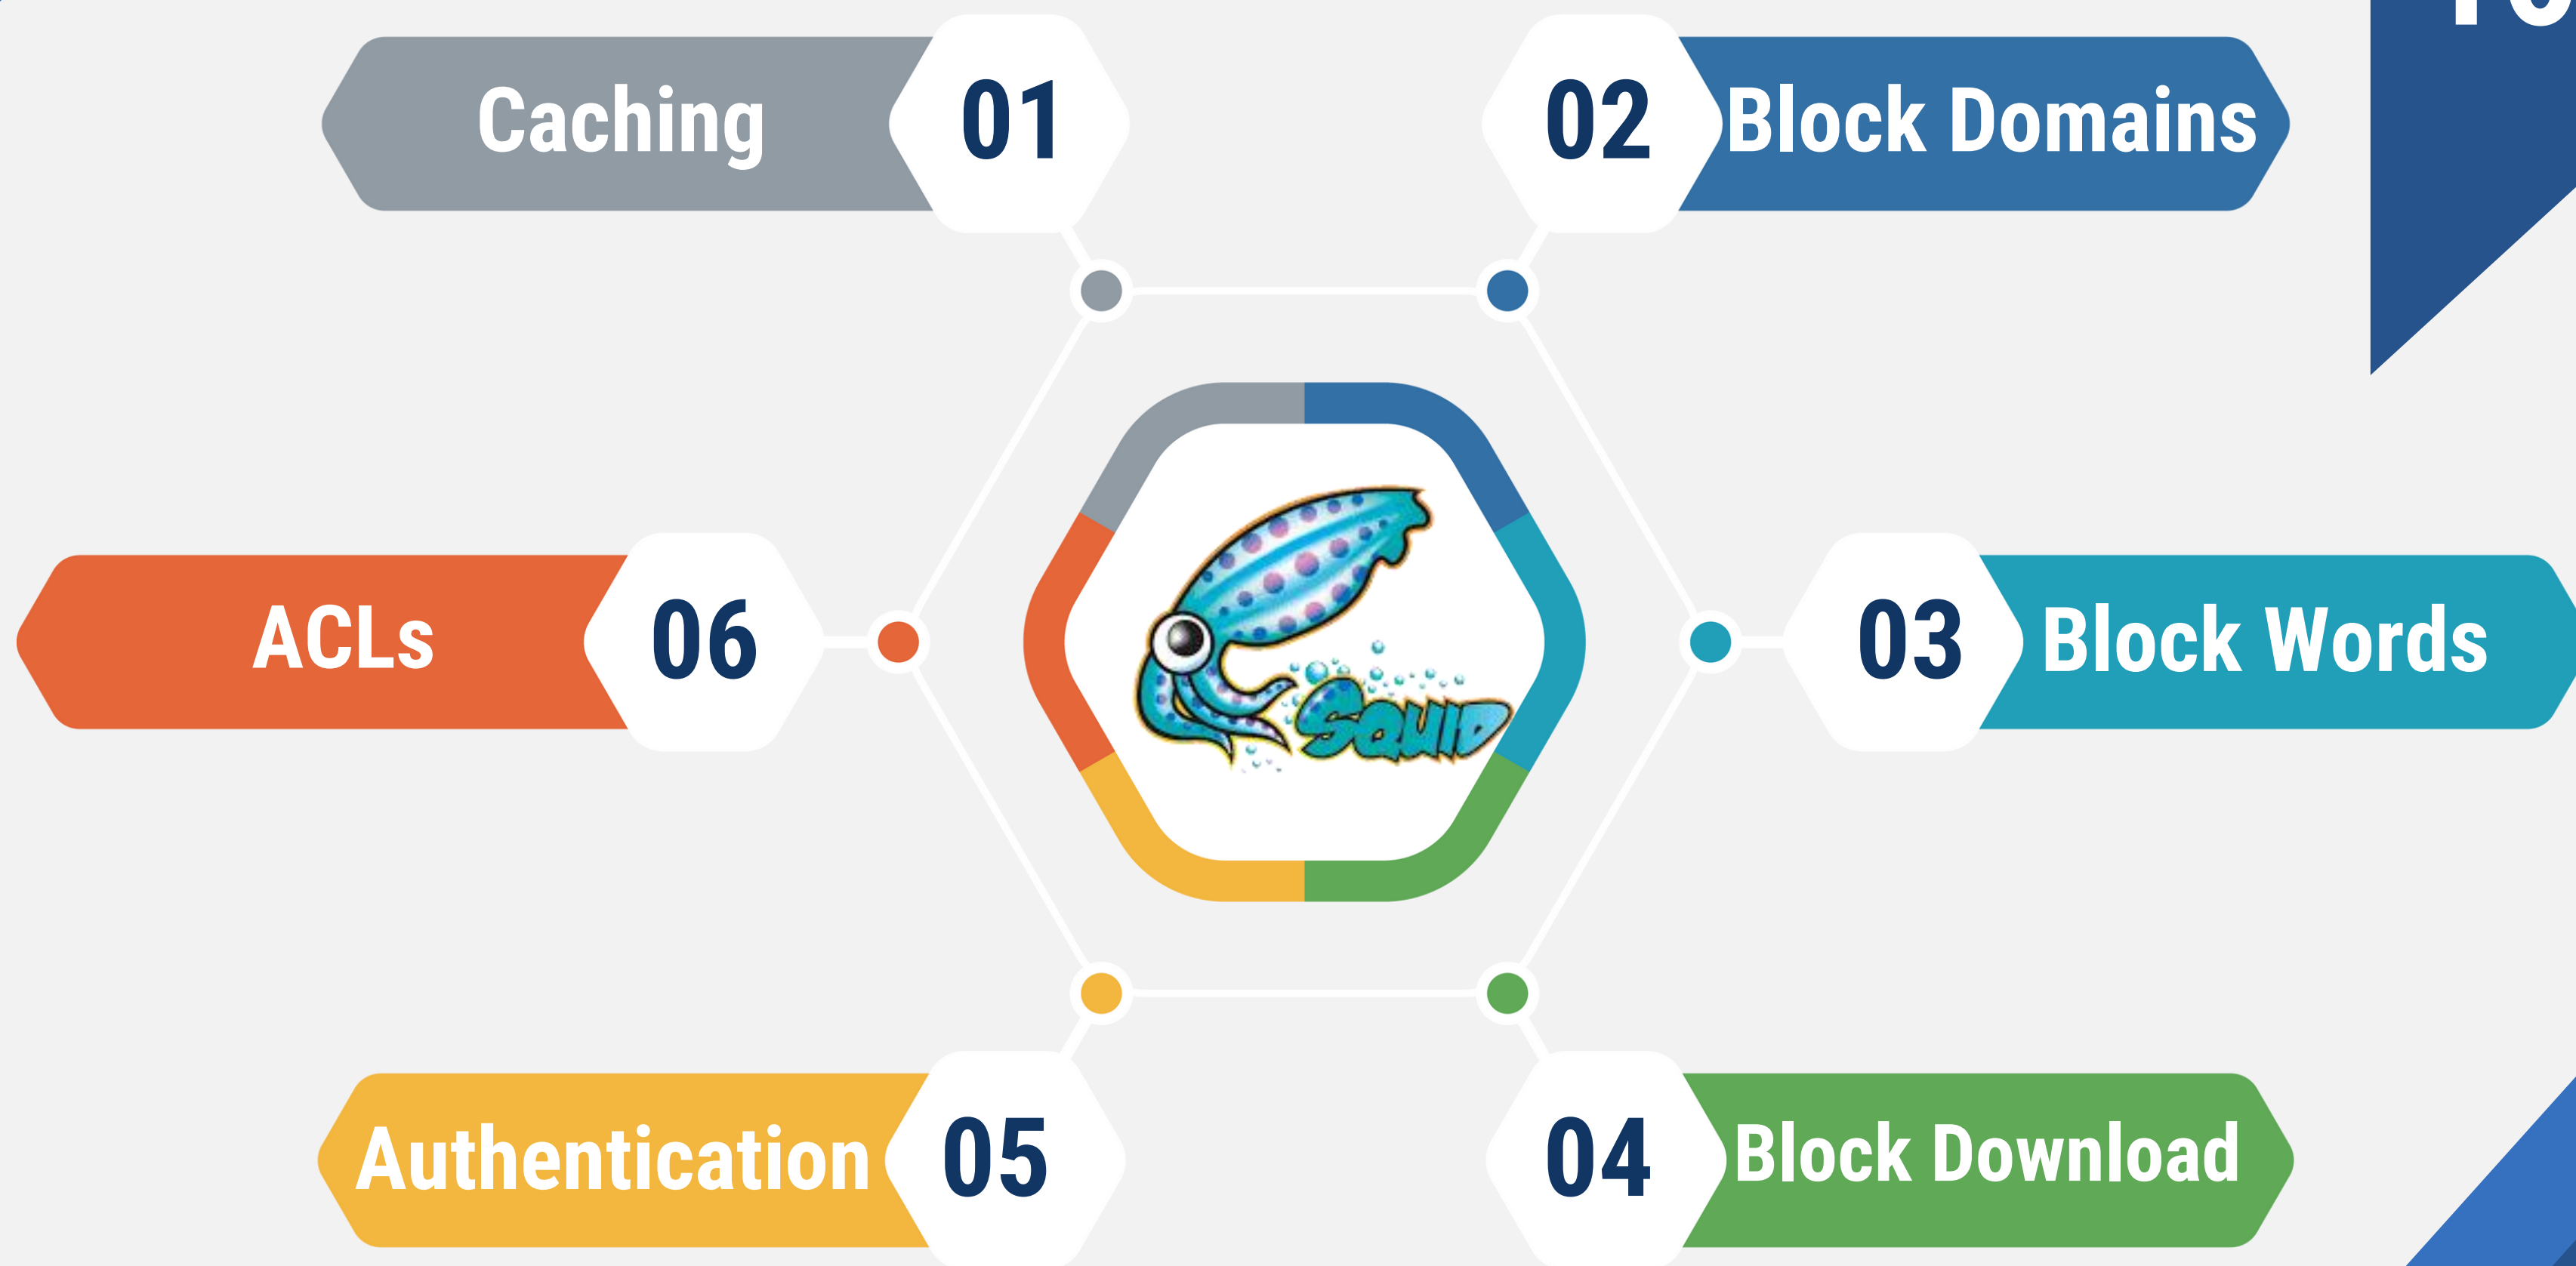 Caching
01
02
Block Domains
ACLs
06
03
Block Words
SQUID
Authentication
05
04
Block Download